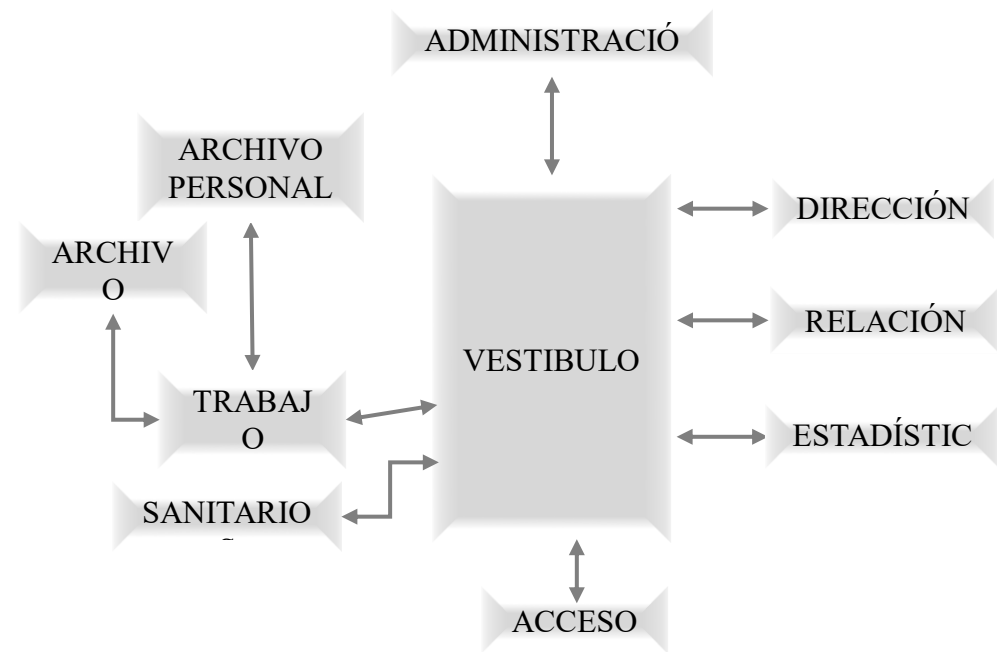 ADMINISTRACIÓ
ARCHIVO
PERSONAL
ARCHIV
O
DIRECCIÓN
RELACIÓN
VESTIBULO
TRABAJ
O
ESTADÍSTIC
SANITARIO
ACCESO